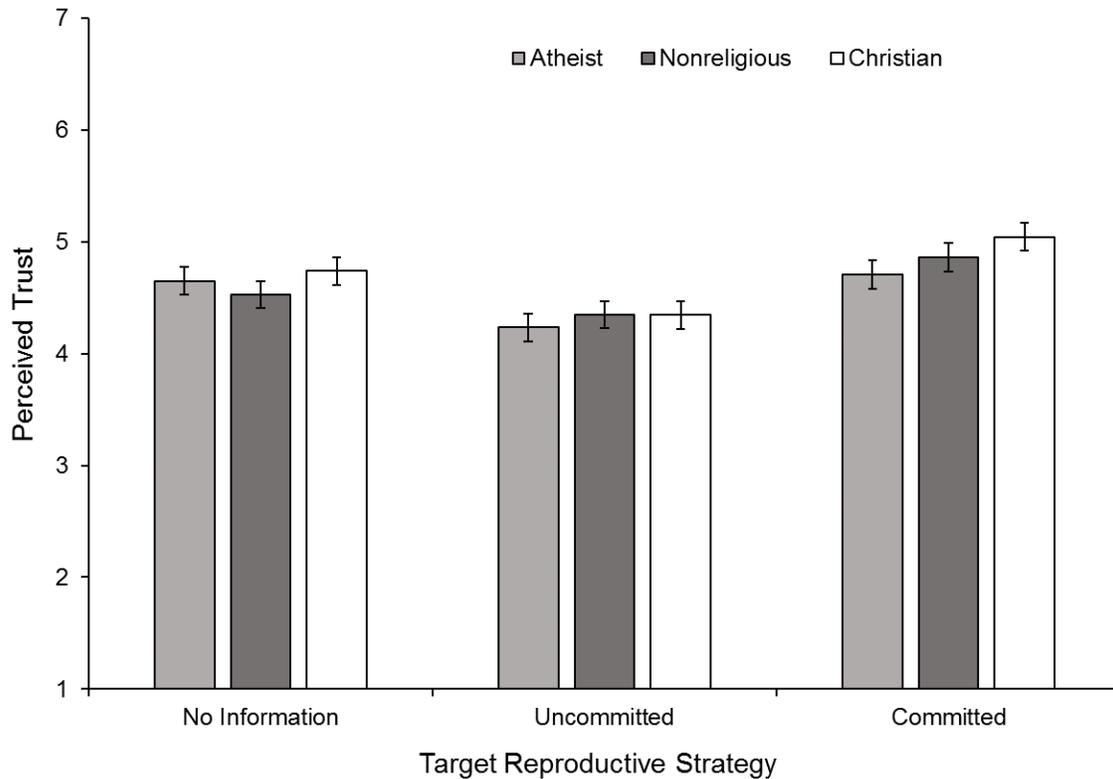 7
Atheist Nonreligious Christian
6
5
4
3
2
1
Perceived Trust
No Information Uncommitted Committed
Target Reproductive Strategy